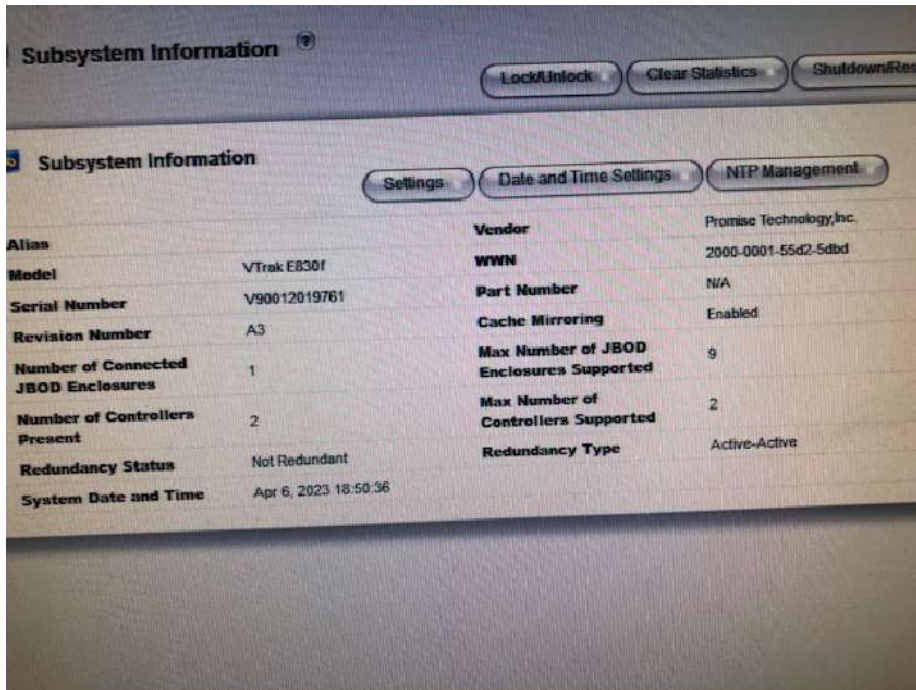 Subsystem Information
Lock/Unlock
Clear Statistics
Subsystem Information
Settings
Date and Time Settings
NTP Management
Alias
Vendor Promise Technology,Inc.
Model VTrak E830f
WWN 2000-0001-55d2-5dbd
Serial Number V90012019761
Part Number N/A
Revision Number A3
Cache Mirroring Enabled
Number of Connected
JBOD Enclosures 1
Max Number of JBOD
Enclosures Supported 9
Number of Controllers
Present 2
Max Number of
Controllers Supported 2
Redundancy Status Not Redundant
Redundancy Type Active-Active
System Date and Time Apr 6, 2023 18:50:36